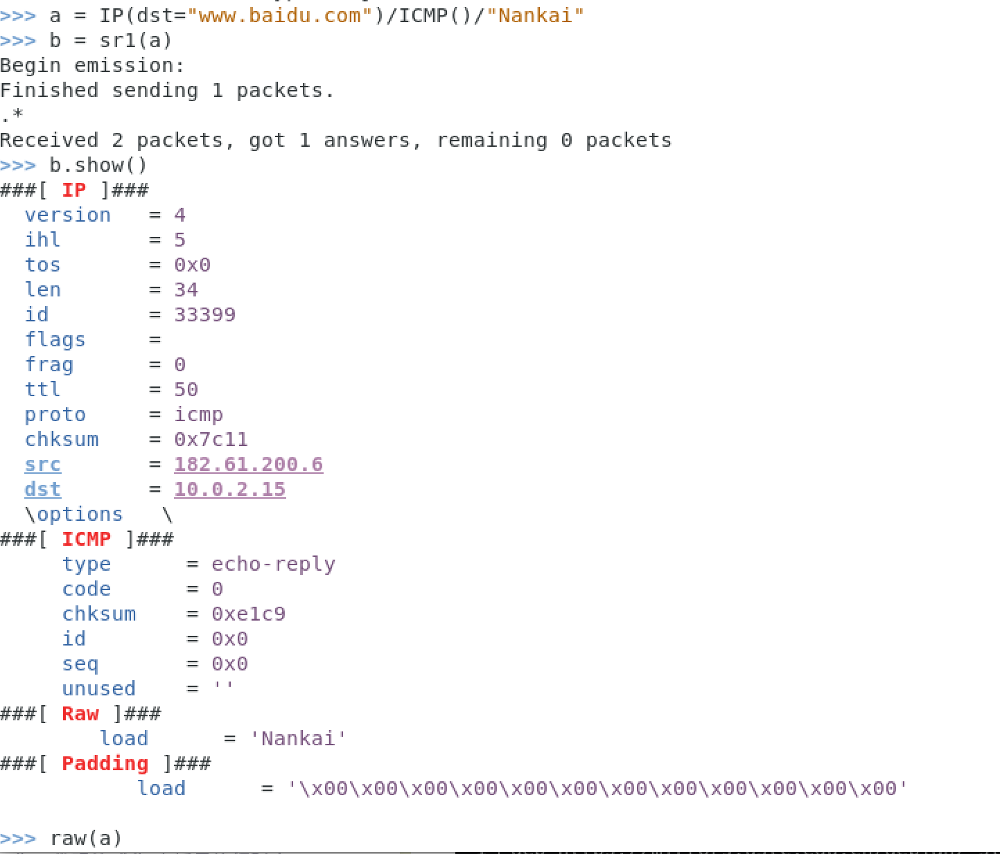 >>> a = IP(dst="www.baidu.com")/ICMP()/"Nankai"
>>> b = sr1(a)
Begin emission:
Finished sending 1 packets.
.*
Received 2 packets, got 1 answers, remaining 0 packets
>>> b.show()
###[ IP ]###
  version   = 4
  ihl       = 5
  tos       = 0x0
  len       = 34
  id        = 33399
  flags     =
  frag      = 0
  ttl       = 50
  proto     = icmp
  chksum    = 0x7c11
  src       = 182.61.200.6
  dst       = 10.0.2.15
  \options   \
###[ ICMP ]###
     type      = echo-reply
     code      = 0
     chksum    = 0xe1c9
     id        = 0x0
     seq       = 0x0
     unused    = ''
###[ Raw ]###
        load      = 'Nankai'
###[ Padding ]###
           load      = '\x00\x00\x00\x00\x00\x00\x00\x00\x00\x00\x00\x00'
>>> raw(a)